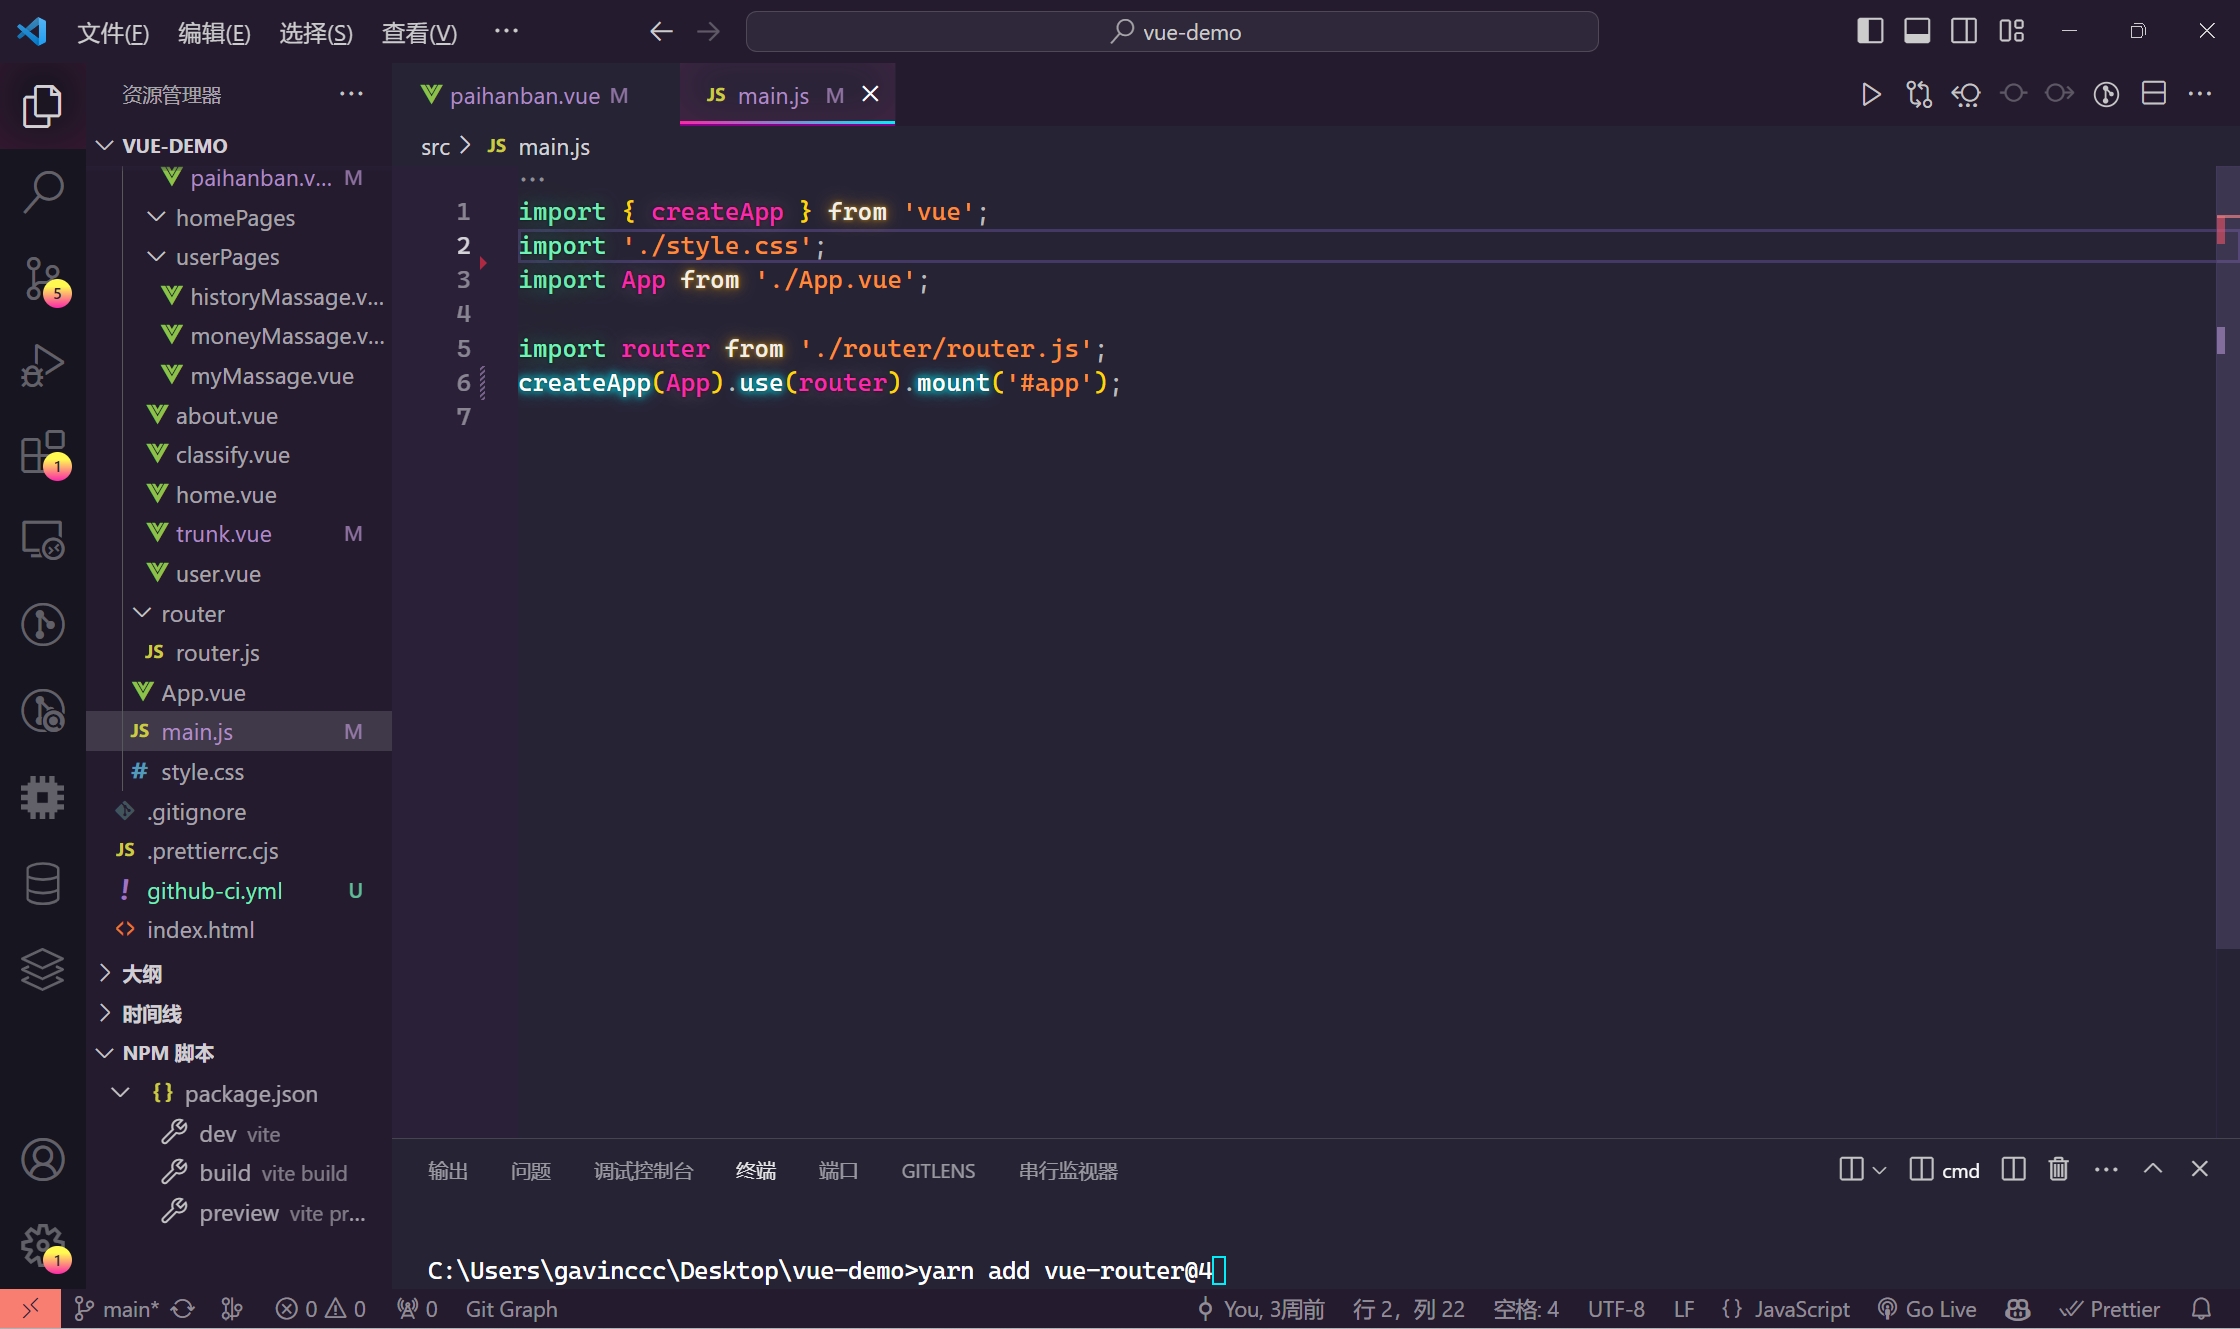 文件(F) 编辑(E) 选择(S) 查看(V) ··· vue-demo
资源管理器 ···
VUE-DEMO
paihanban.v... M
homePages
userPages
historyMassage.v...
moneyMassage.v...
myMassage.vue
about.vue
classify.vue
home.vue
trunk.vue M
user.vue
router
JS router.js
App.vue
JS main.js M
# style.css
.gitignore
JS .prettierrc.cjs
! github-ci.yml U
<> index.html
大纲
时间线
NPM 脚本
{} package.json
dev vite
build vite build
preview vite pr...
5
1
1
paihanban.vue M JS main.js M
src > JS main.js
···
1 import { createApp } from 'vue';
2 import './style.css';
3 import App from './App.vue';
4
5 import router from './router/router.js';
6 createApp(App).use(router).mount('#app');
7
输出 问题 调试控制台 终端 端口 GITLENS 串行监视器 cmd
C:\Users\gavinccc\Desktop\vue-demo>yarn add vue-router@4
main* 0 0 0 Git Graph You, 3周前 行 2，列 22 空格: 4 UTF-8 LF {} JavaScript Go Live Prettier